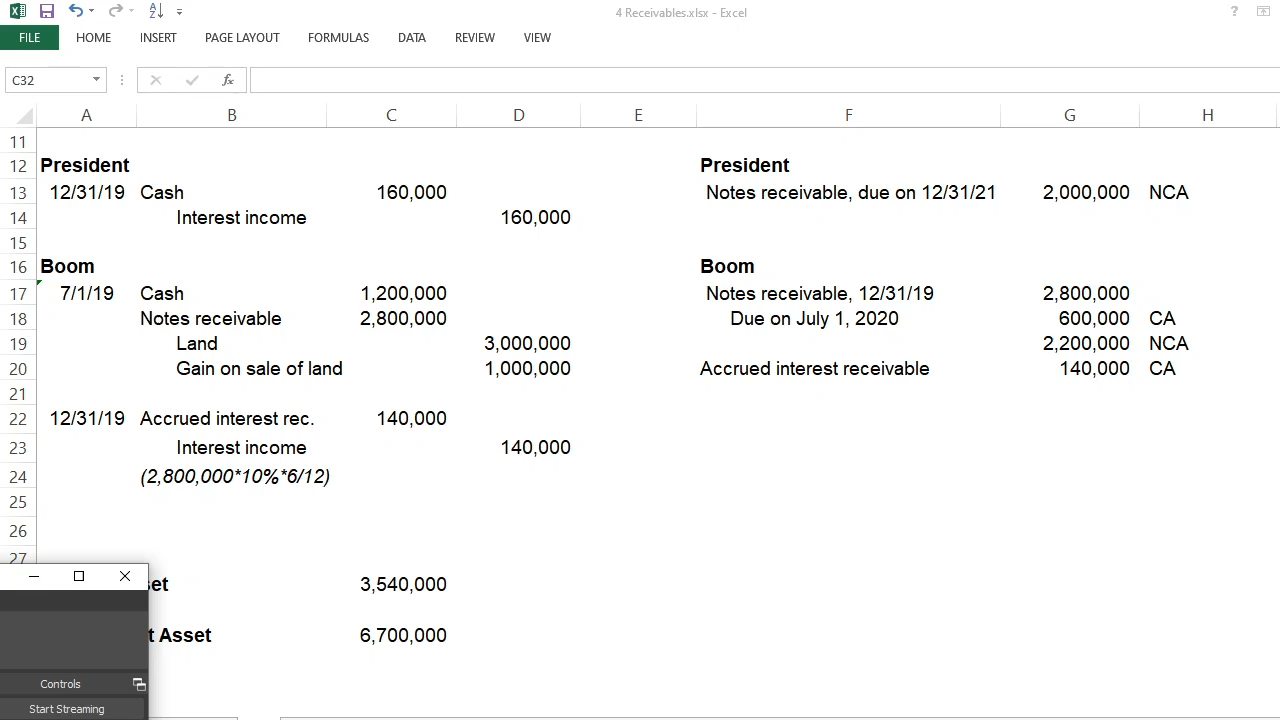 4 Receivables.xlsx - Excel
FILE HOME INSERT PAGE LAYOUT FORMULAS DATA REVIEW VIEW
C32
A B C D E F G H
11
12 President President
13 12/31/19 Cash 160,000 Notes receivable, due on 12/31/21 2,000,000 NCA
14 Interest income 160,000
15
16 Boom Boom
17 7/1/19 Cash 1,200,000 Notes receivable, 12/31/19 2,800,000
18 Notes receivable 2,800,000 Due on July 1, 2020 600,000 CA
19 Land 3,000,000 2,200,000 NCA
20 Gain on sale of land 1,000,000 Accrued interest receivable 140,000 CA
21
22 12/31/19 Accrued interest rec. 140,000
23 Interest income 140,000
24 (2,800,000*10%*6/12)
25
26
27
set 3,540,000
t Asset 6,700,000
Controls
Start Streaming